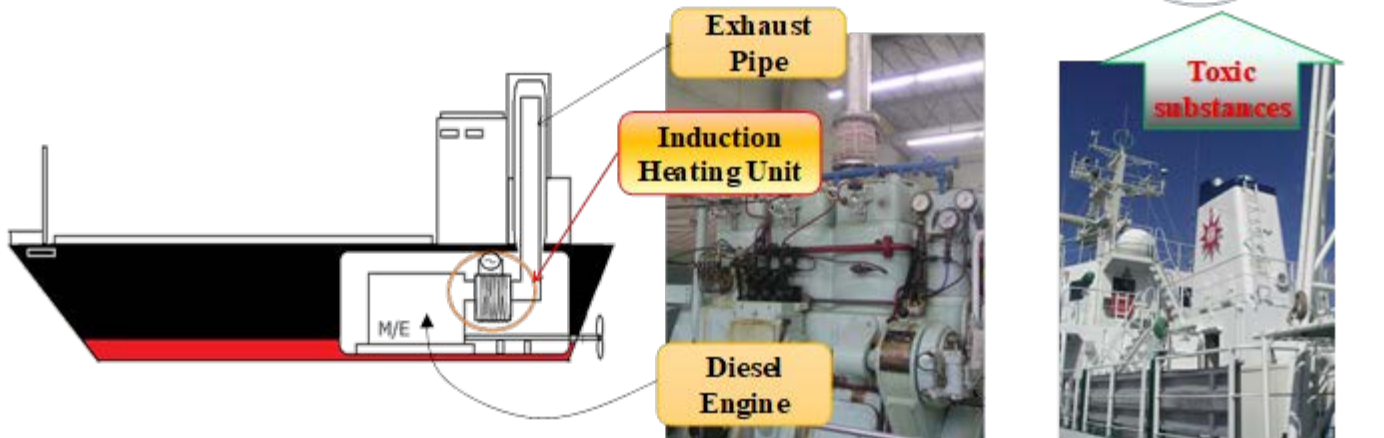 Exhaust
Pipe
Toxic
substances
Induction
Heating Unit
M/E
Diesel
Engine